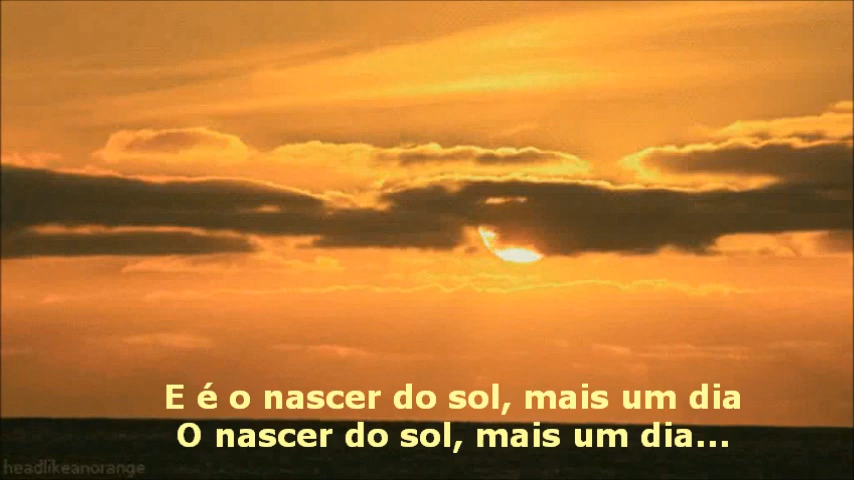 E é o nascer do sol, mais um dia
O nascer do sol, mais um dia...
headlikeanorange